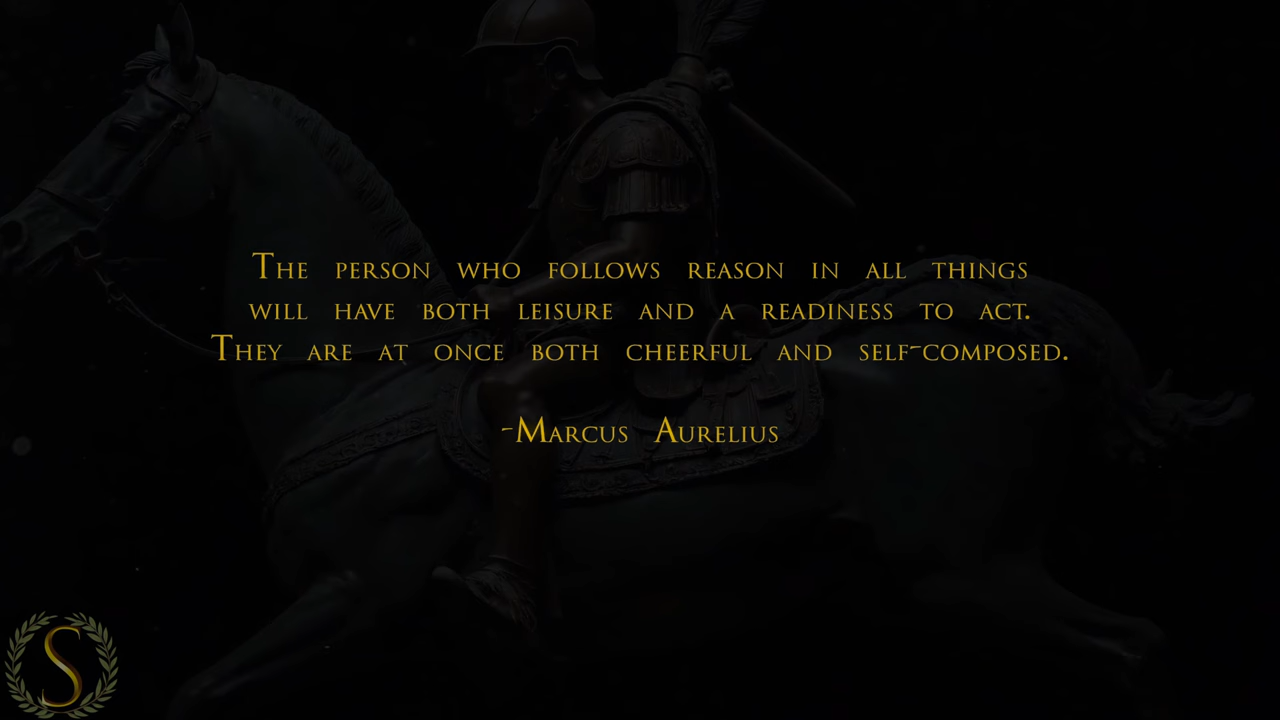 The person who follows reason in all things
will have both leisure and a readiness to act.
They are at once both cheerful and self-composed.
-Marcus Aurelius
S